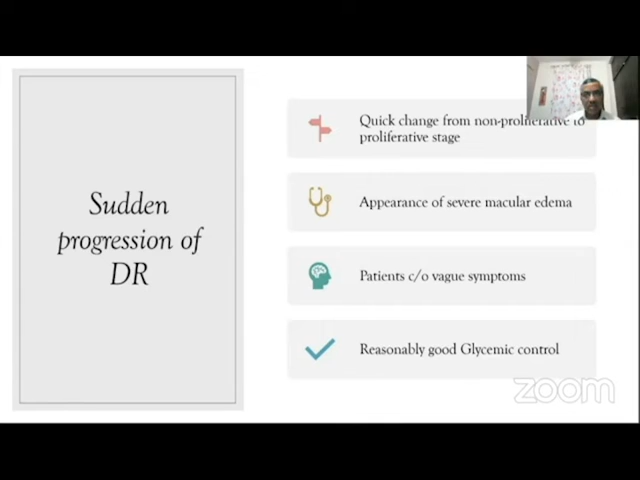 Sudden
progression of
DR
Quick change from non-proliferative to
proliferative stage
Appearance of severe macular edema
Patients c/o vague symptoms
Reasonably good Glycemic control
zoom